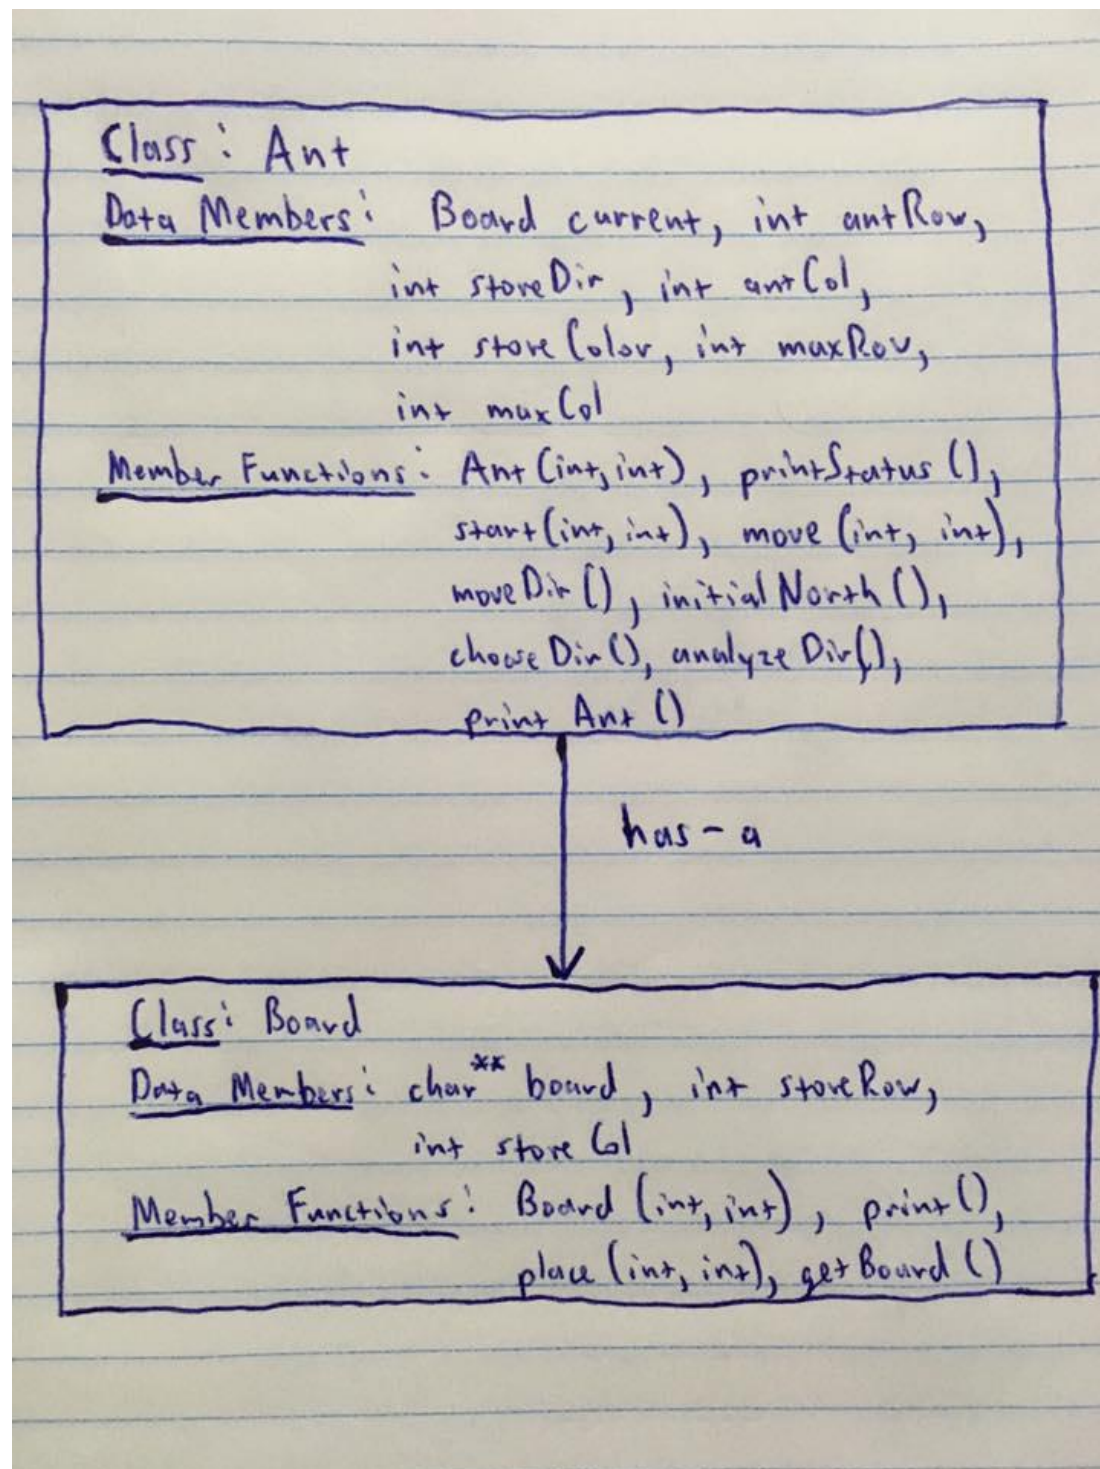 Class: Ant
Data Members: Board current, int antRow,
int storeDir, int antCol,
int storeColor, int maxRow,
int maxCol
Member Functions: Ant (int, int), printStatus (),
start (int, int), move (int, int),
moveDir (), initialNorth (),
chooseDir (), analyzeDir (),
print Ant ()
has-a
Class: Board
Data Members: char** board, int storeRow,
int storeCol
Member Functions: Board (int, int), print (),
place (int, int), getBoard ()